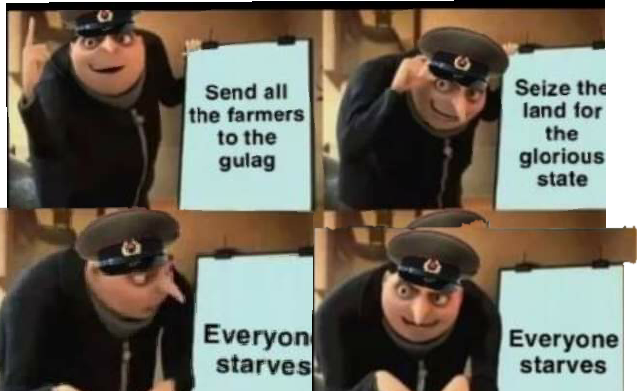 Send all
the farmers
to the
gulag
Seize the
land for
the
glorious
state
Everyon
starves
Everyone
starves